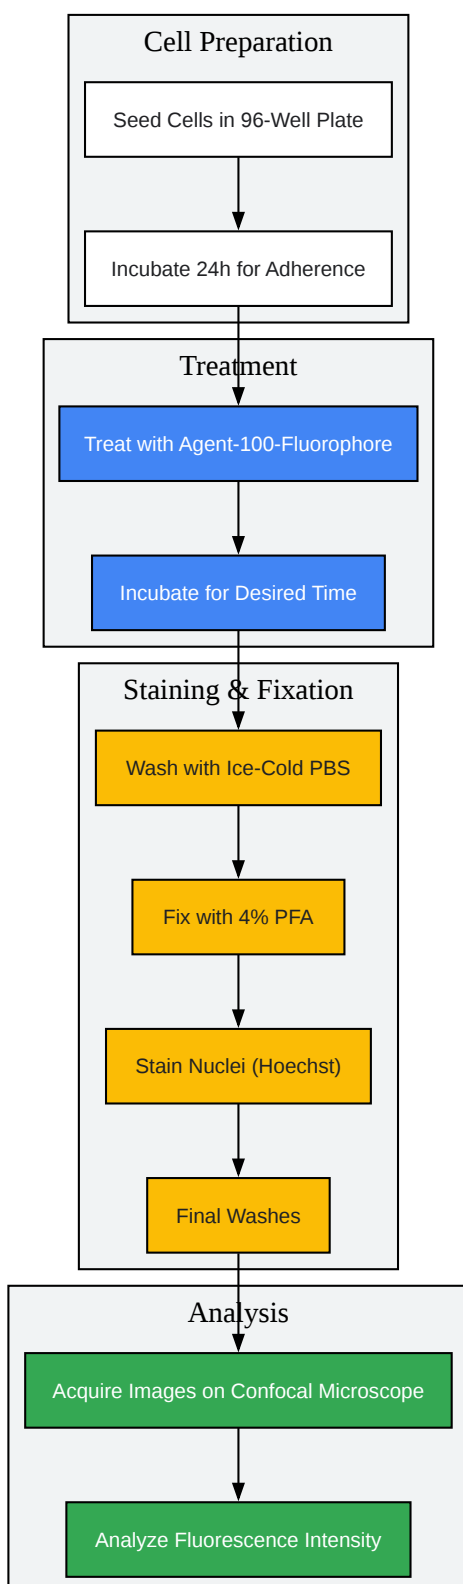 Cell Preparation
Seed Cells in 96-Well Plate
Incubate 24h for Adherence
Treatment
Treat with Agent-100-Fluorophore
Incubate for Desired Time
Staining & Fixation
Wash with Ice-Cold PBS
Fix with 4% PFA
Stain Nuclei (Hoechst)
Final Washes
Analysis
Acquire Images on Confocal Microscope
Analyze Fluorescence Intensity